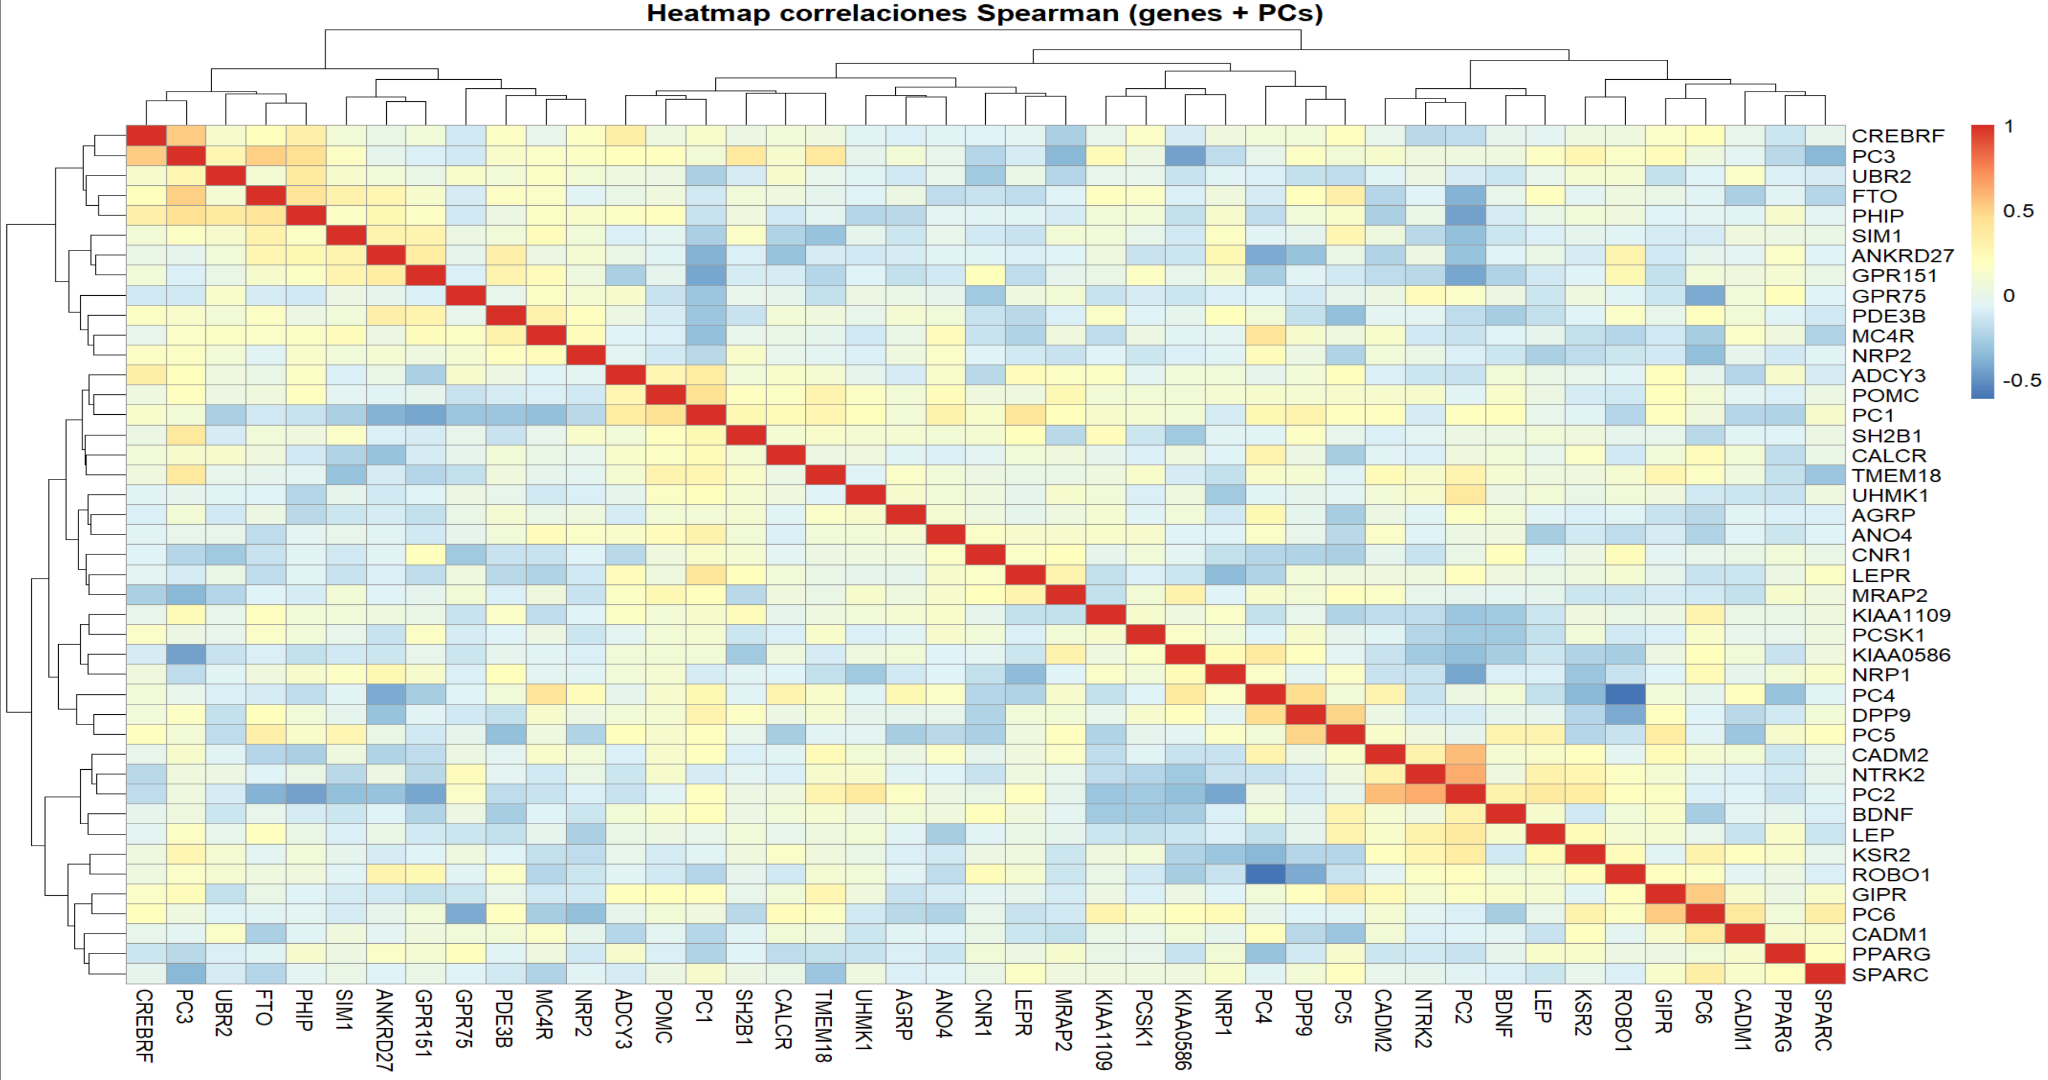 Heatmap correlaciones Spearman (genes + PCs)
CREBRF
PC3
UBR2
FTO
PHIP
SIM1
ANKRD27
GPR151
GPR75
PDE3B
MC4R
NRP2
ADCY3
POMC
PC1
SH2B1
CALCR
TMEM18
UHMK1
AGRP
ANO4
CNR1
LEPR
MRAP2
KIAA1109
PCSK1
KIAA0586
NRP1
PC4
DPP9
PC5
CADM2
NTRK2
PC2
BDNF
LEP
KSR2
ROBO1
GIPR
PC6
CADM1
PPARG
SPARC
1
0.5
0
-0.5
CREBRF PC3 UBR2 FTO PHIP SIM1 ANKRD27 GPR151 GPR75 PDE3B MC4R NRP2 ADCY3 POMC PC1 SH2B1 CALCR TMEM18 UHMK1 AGRP ANO4 CNR1 LEPR MRAP2 KIAA1109 PCSK1 KIAA0586 NRP1 PC4 DPP9 PC5 CADM2 NTRK2 PC2 BDNF LEP KSR2 ROBO1 GIPR PC6 CADM1 PPARG SPARC